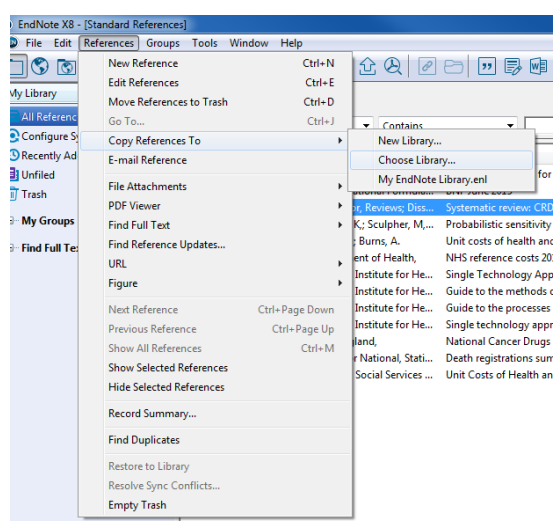 EndNote X8 - [Standard References]
File Edit References Groups Tools Window Help
My Library
All Referenc
Configure Sy
Recently Ad
Unfiled
Trash
My Groups
Find Full Te
New Reference Ctrl+N
Edit References Ctrl+E
Move References to Trash Ctrl+D
Go To... Ctrl+J
Copy References To
E-mail Reference
File Attachments
PDF Viewer
Find Full Text
Find Reference Updates...
URL
Figure
Next Reference Ctrl+Page Down
Previous Reference Ctrl+Page Up
Show All References Ctrl+M
Show Selected References
Hide Selected References
Record Summary...
Find Duplicates
Restore to Library
Resolve Sync Conflicts...
Empty Trash
Contains
New Library...
Choose Library...
My EndNote Library.enl
for
r, Reviews; Diss... Systematic review: CRD
K,; Sculpher, M,... Probabilistic sensitivity
; Burns, A. Unit costs of health and
ent of Health, NHS reference costs 20
Institute for He... Single Technology App
Institute for He... Guide to the methods o
Institute for He... Guide to the processes
Institute for He... Single technology appr
gland, National Cancer Drugs
r National, Stati... Death registrations sum
Social Services ... Unit Costs of Health an